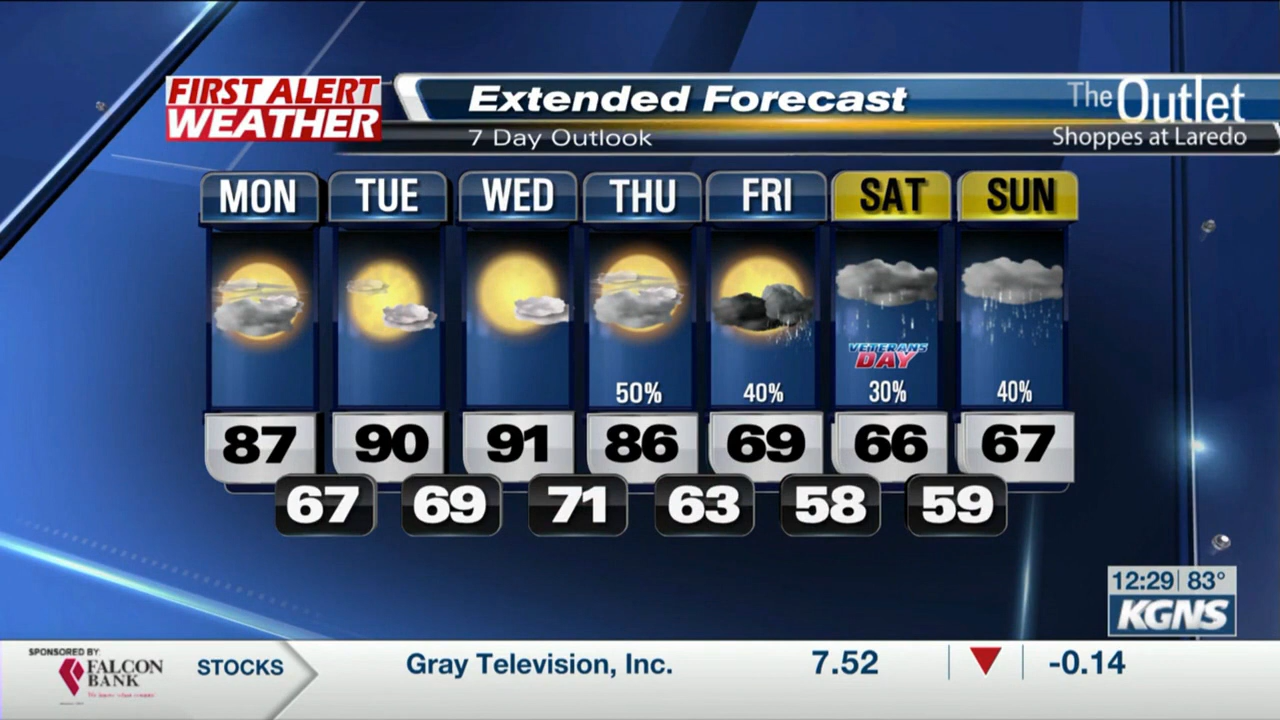 FIRST ALERT
WEATHER
Extended Forecast
7 Day Outlook
The Outlet
Shoppes at Laredo
MON TUE WED THU FRI SAT SUN
VETERANS
DAY
50% 40% 30% 40%
87 90 91 86 69 66 67
67 69 71 63 58 59
12:29 83°
KGNS
SPONSORED BY:
FALCON
BANK
STOCKS
Gray Television, Inc. 7.52 -0.14